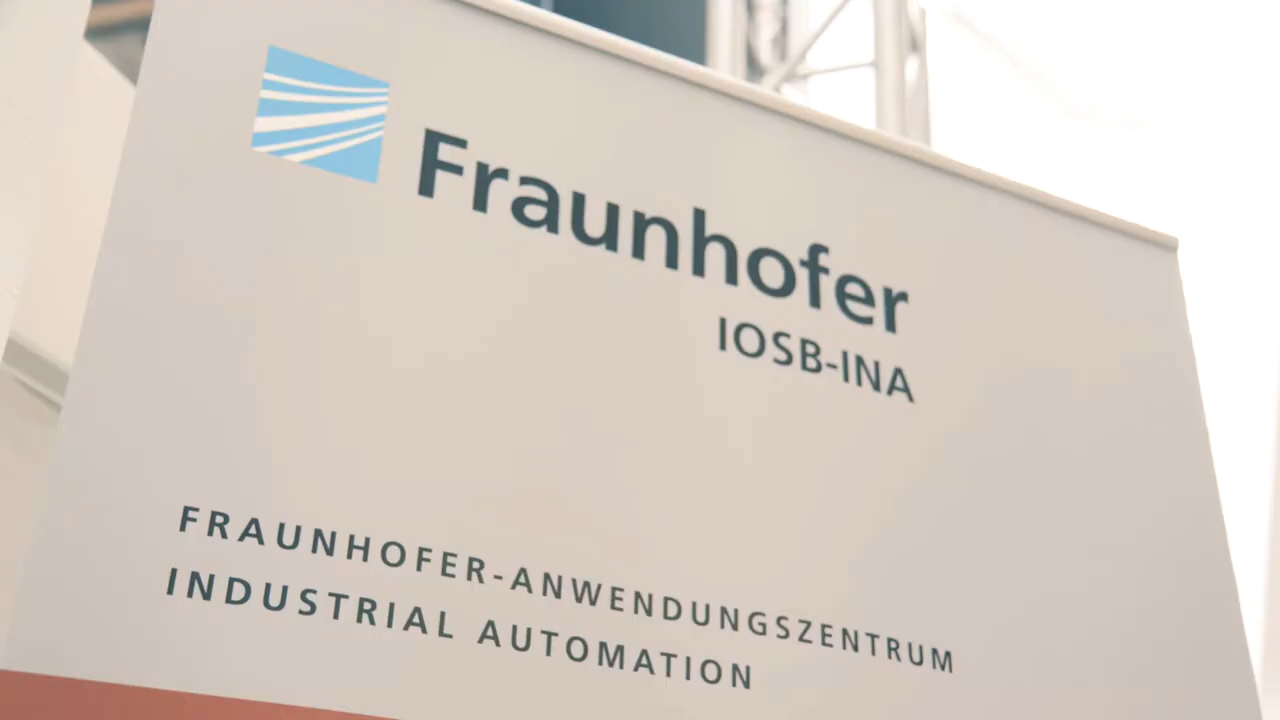 Fraunhofer
IOSB-INA
FRAUNHOFER-ANWENDUNGSZENTRUM
INDUSTRIAL AUTOMATION